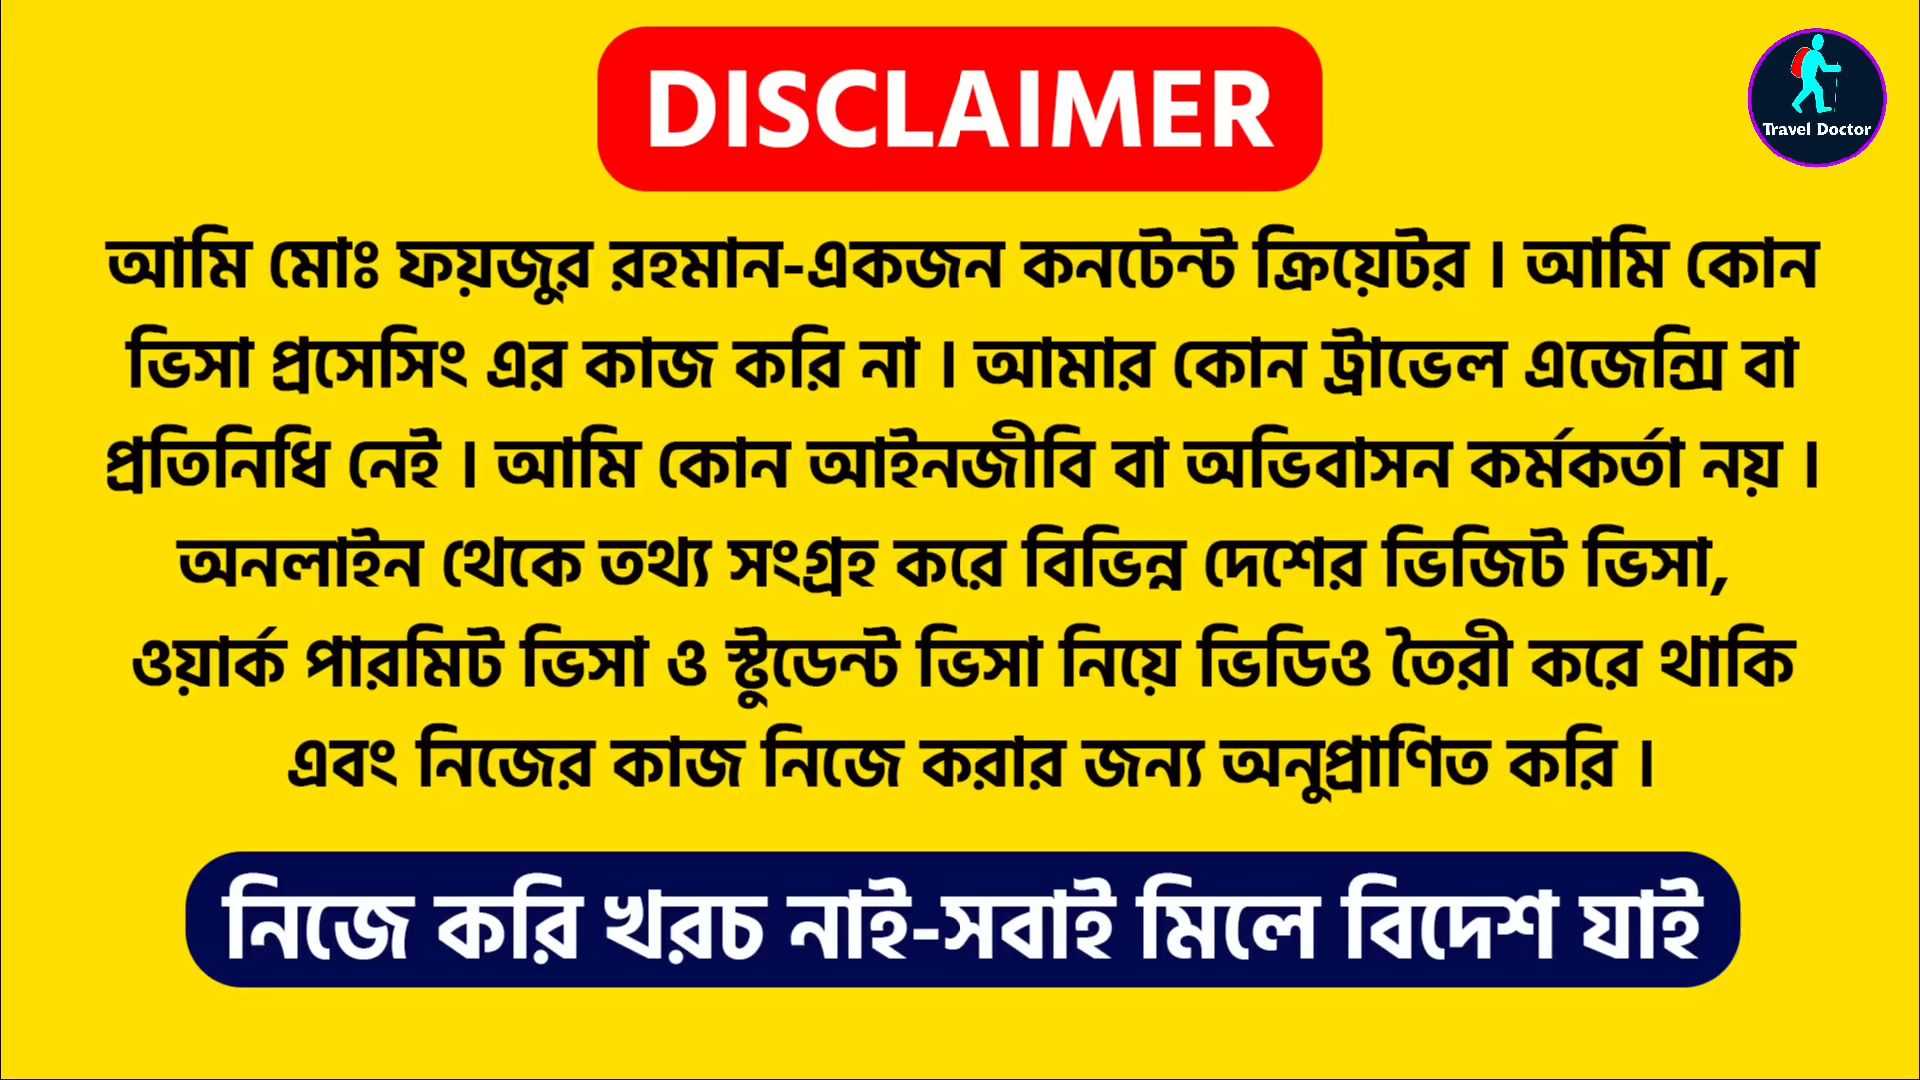 DISCLAIMER
Travel Doctor
আমি মোঃ ফয়জুর রহমান-একজন কনটেন্ট ক্রিয়েটর । আমি কোন
ভিসা প্রসেসিং এর কাজ করি না । আমার কোন ট্রাভেল এজেন্সি বা
প্রতিনিধি নেই । আমি কোন আইনজীবি বা অভিবাসন কর্মকর্তা নয় ।
অনলাইন থেকে তথ্য সংগ্রহ করে বিভিন্ন দেশের ভিজিট ভিসা,
ওয়ার্ক পারমিট ভিসা ও স্টুডেন্ট ভিসা নিয়ে ভিডিও তৈরী করে থাকি
এবং নিজের কাজ নিজে করার জন্য অনুপ্রাণিত করি ।
নিজে করি খরচ নাই-সবাই মিলে বিদেশ যাই